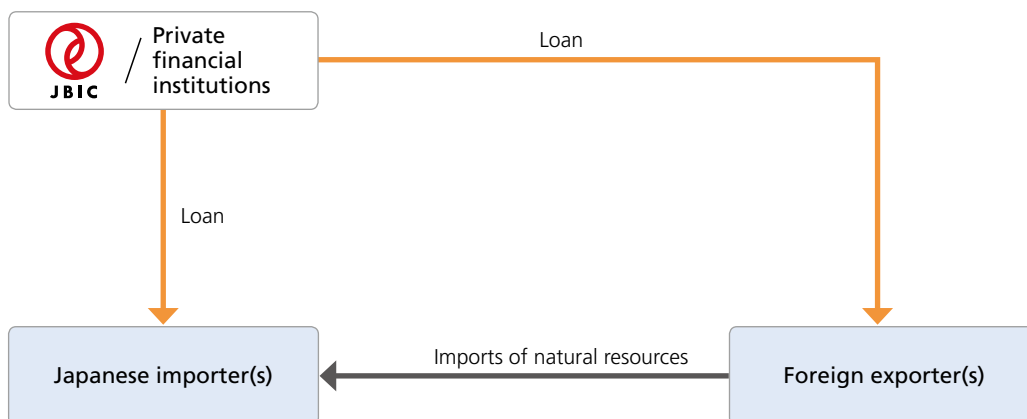 JBIC
/
Private
financial
institutions
Loan
Loan
Japanese importer(s)
Imports of natural resources
Foreign exporter(s)